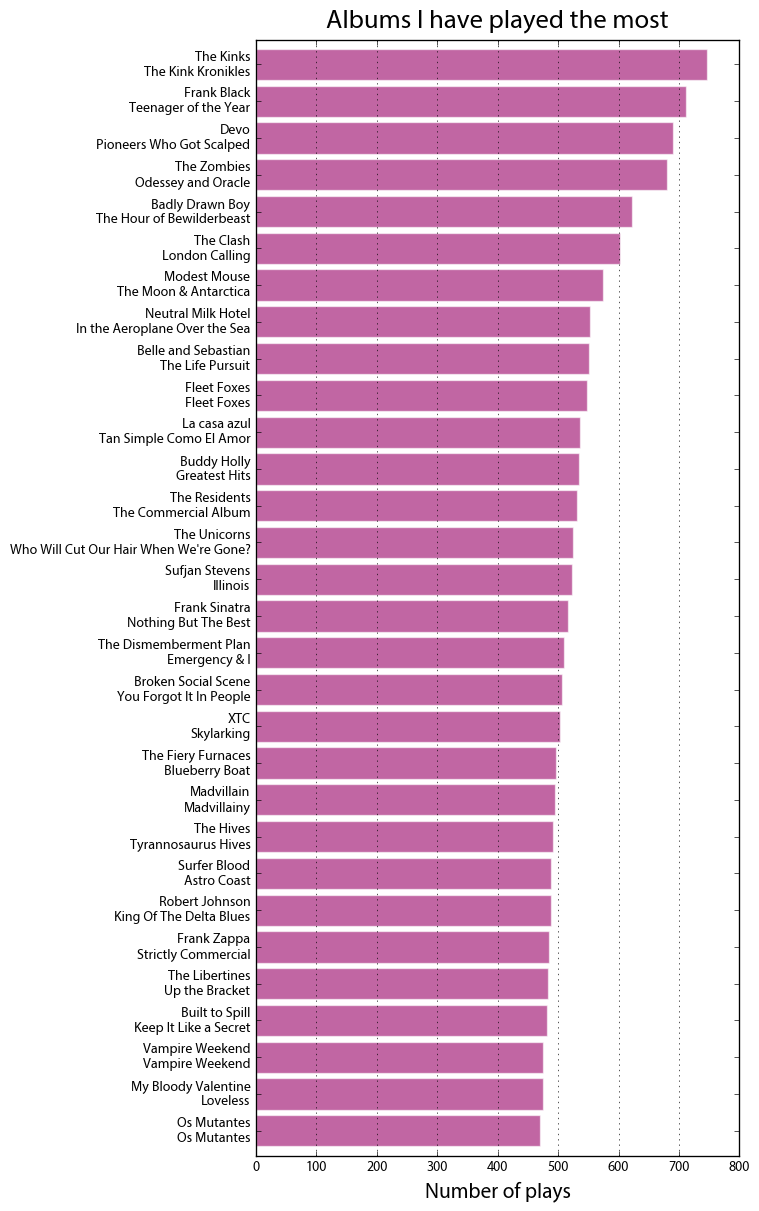 Albums I have played the most
The Kinks
The Kink Kronikles
Frank Black
Teenager of the Year
Devo
Pioneers Who Got Scalped
The Zombies
Odessey and Oracle
Badly Drawn Boy
The Hour of Bewilderbeast
The Clash
London Calling
Modest Mouse
The Moon & Antarctica
Neutral Milk Hotel
In the Aeroplane Over the Sea
Belle and Sebastian
The Life Pursuit
Fleet Foxes
Fleet Foxes
La casa azul
Tan Simple Como El Amor
Buddy Holly
Greatest Hits
The Residents
The Commercial Album
The Unicorns
Who Will Cut Our Hair When We're Gone?
Sufjan Stevens
Illinois
Frank Sinatra
Nothing But The Best
The Dismemberment Plan
Emergency & I
Broken Social Scene
You Forgot It In People
XTC
Skylarking
The Fiery Furnaces
Blueberry Boat
Madvillain
Madvillainy
The Hives
Tyrannosaurus Hives
Surfer Blood
Astro Coast
Robert Johnson
King Of The Delta Blues
Frank Zappa
Strictly Commercial
The Libertines
Up the Bracket
Built to Spill
Keep It Like a Secret
Vampire Weekend
Vampire Weekend
My Bloody Valentine
Loveless
Os Mutantes
Os Mutantes
0 100 200 300 400 500 600 700 800
Number of plays